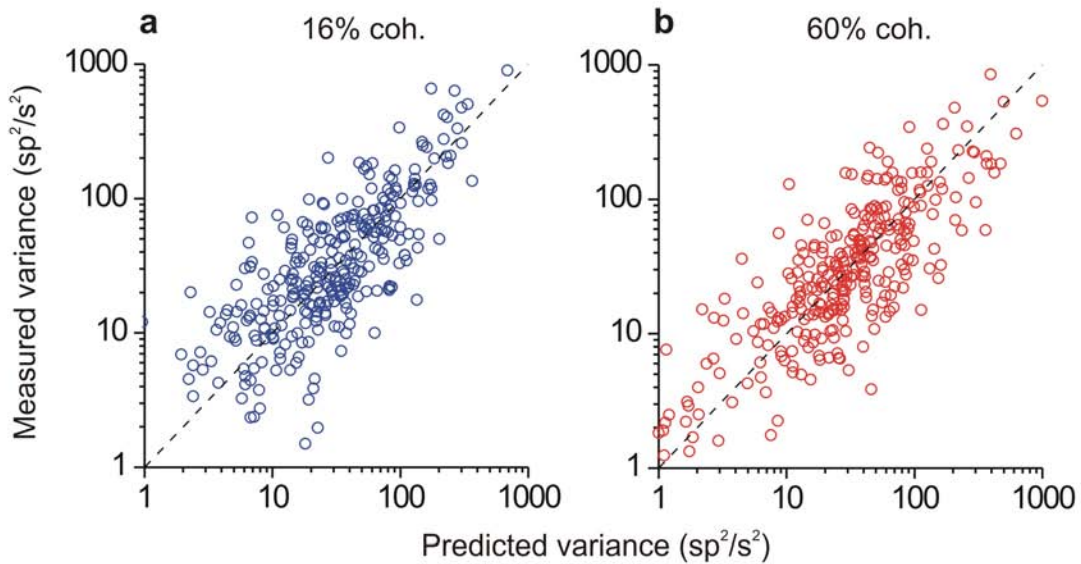 a 16% coh.
b 60% coh.
Measured variance (sp²/s²)
1000
100
10
1
1 10 100 1000
1000
100
10
1
1 10 100 1000
Predicted variance (sp²/s²)